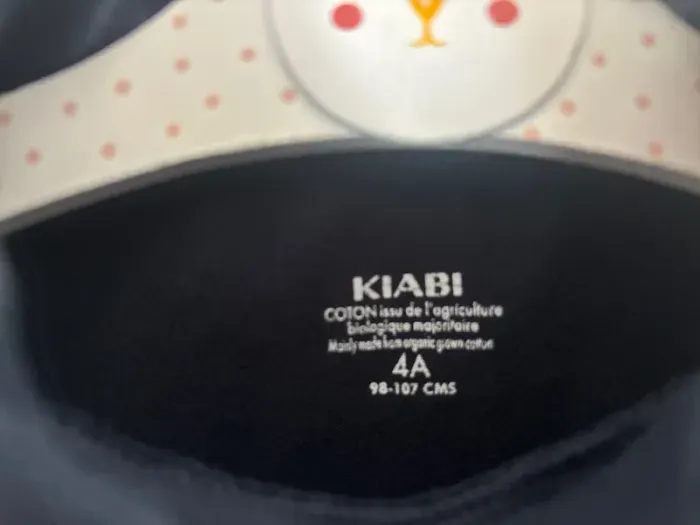 KIABI
COTON issu de l'agriculture
biologique majoritaire
Mainly made from organic grown cotton
4A
98-107 CMS